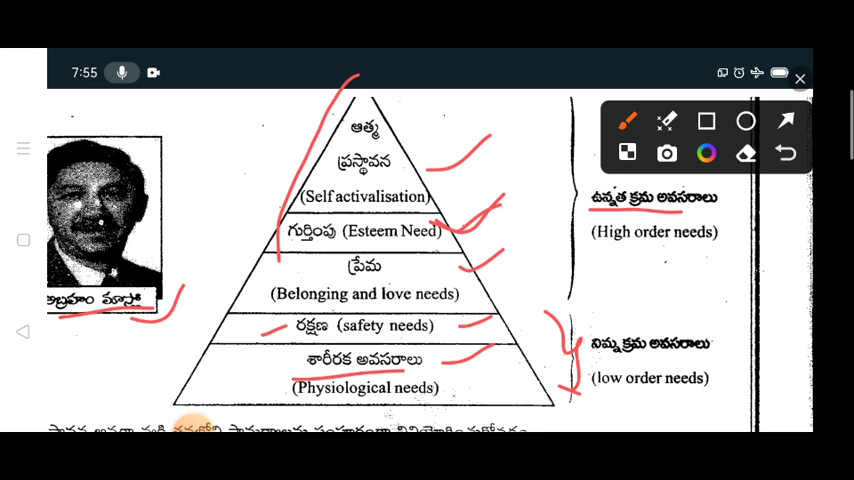 7:55
ఆత్మ
ప్రస్థావన
(Self activalisation)
గుర్తింపు (Esteem Need)
ప్రేమ
(Belonging and love needs)
రక్షణ (safety needs)
శారీరక అవసరాలు
(Physiological needs)
ఉన్నత క్రమ అవసరాలు
(High order needs)
నిమ్న క్రమ అవసరాలు
(low order needs)
అబ్రహం మాస్లో